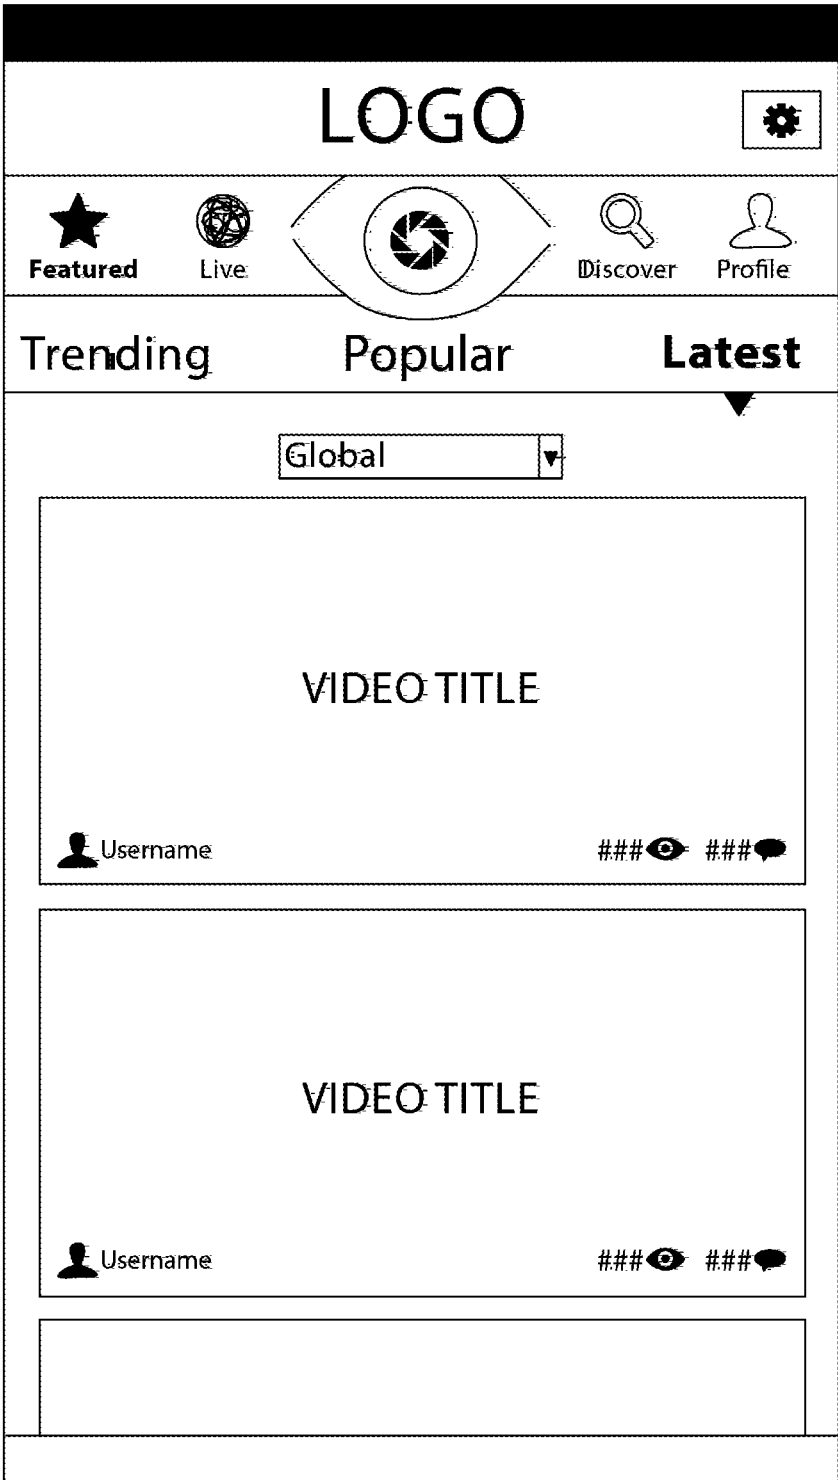 LOGO
Featured Live Discover Profile
Trending Popular Latest
Global
VIDEO TITLE
Username ### ###
VIDEO TITLE
Username ### ###